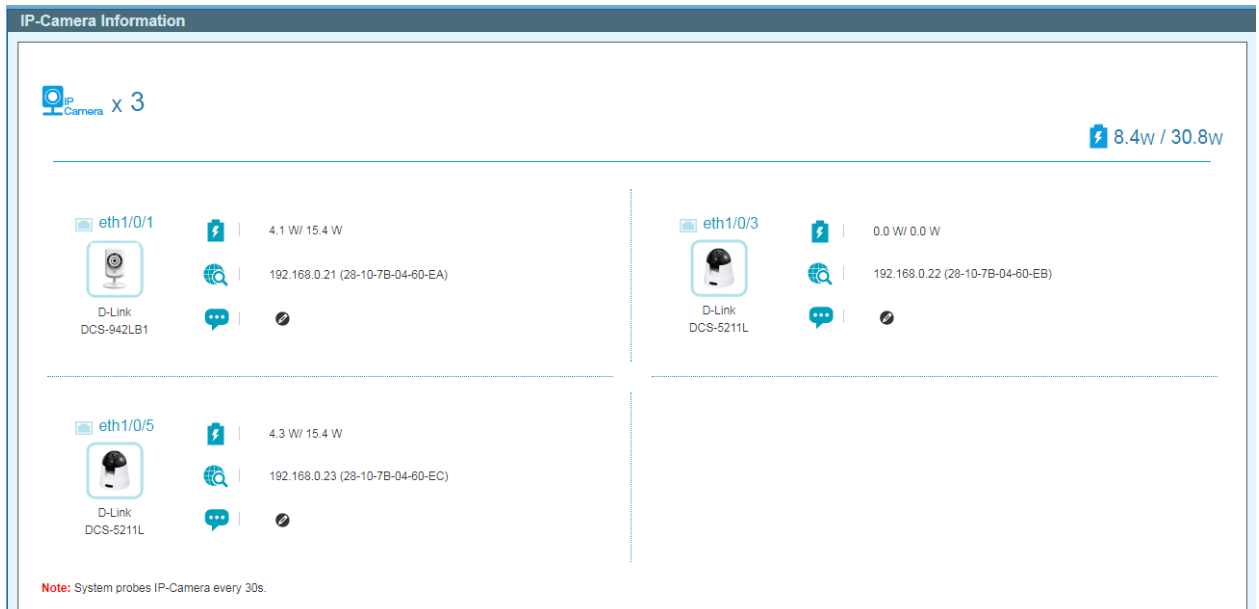 IP-Camera Information
IP
Camera x 3
8.4W / 30.8W
eth1/0/1
4.1 W/ 15.4 W
192.168.0.21 (28-10-7B-04-60-EA)
D-Link
DCS-942LB1
eth1/0/3
0.0 W/ 0.0 W
192.168.0.22 (28-10-7B-04-60-EB)
D-Link
DCS-5211L
eth1/0/5
4.3 W/ 15.4 W
192.168.0.23 (28-10-7B-04-60-EC)
D-Link
DCS-5211L
Note: System probes IP-Camera every 30s.